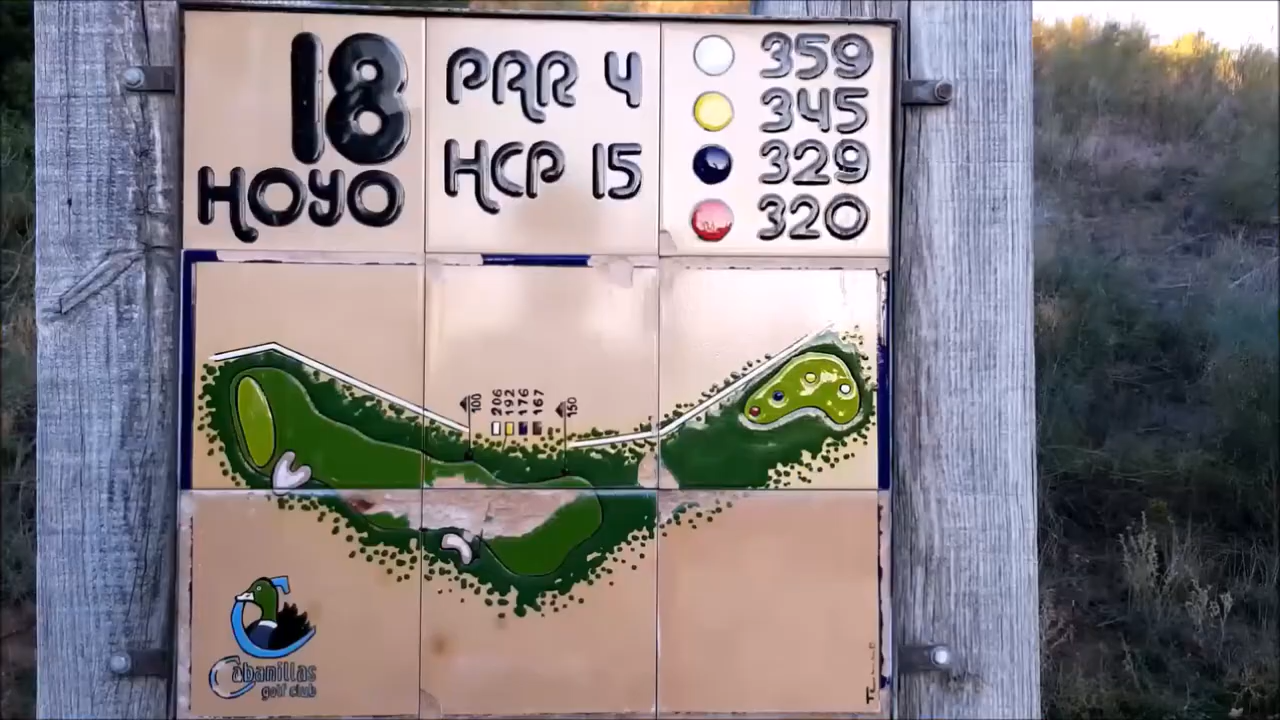 18
HOYO
PAR 4
HCP 15
359
345
329
320
100
206
192
176
167
150
Cabanillas
golf club